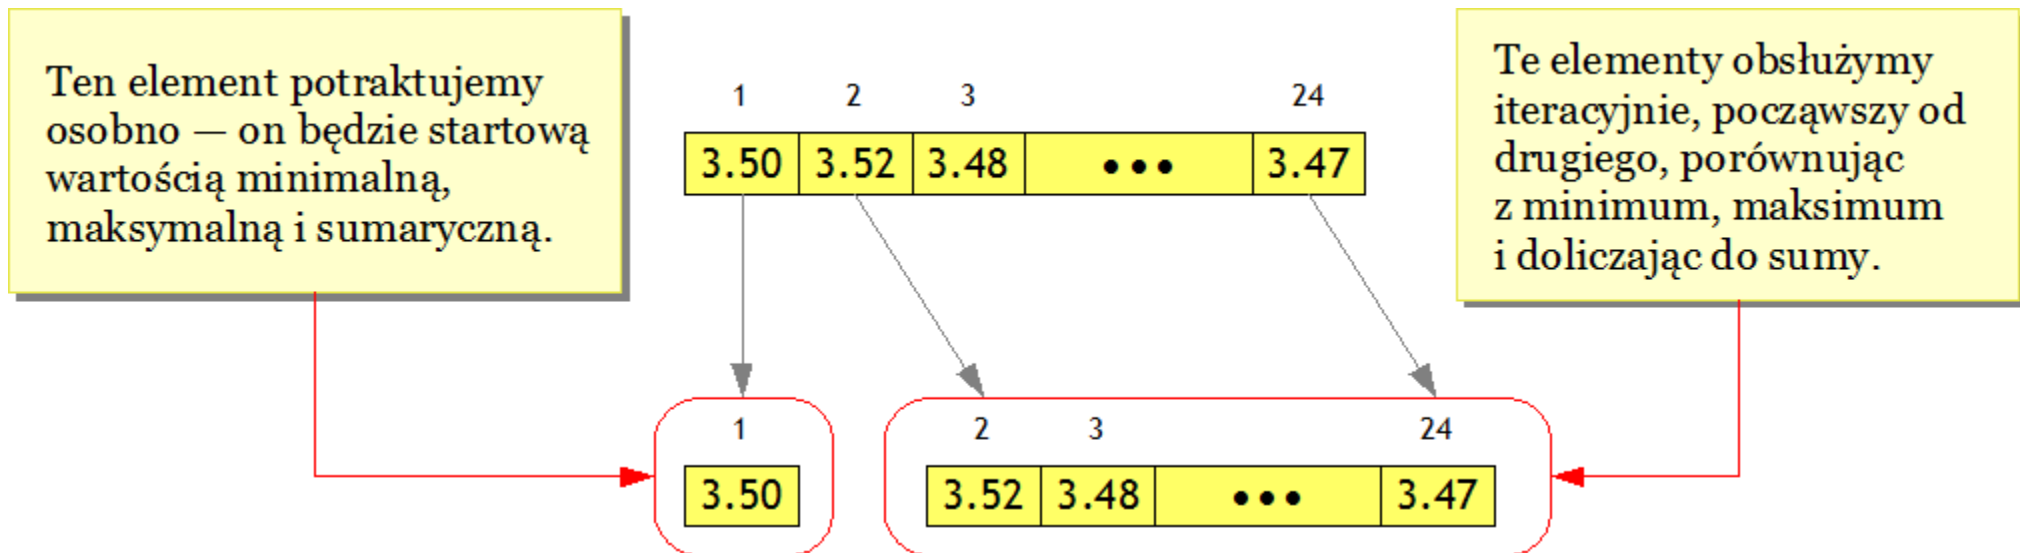 Ten element potraktujemy
osobno — on będzie startową
wartością minimalną,
maksymalną i sumaryczną.
1 2 3 24
3.50 3.52 3.48 ••• 3.47
Te elementy obsłużymy
iteracyjnie, począwszy od
drugiego, porównując
z minimum, maksimum
i doliczając do sumy.
1
3.50
2 3 24
3.52 3.48 ••• 3.47